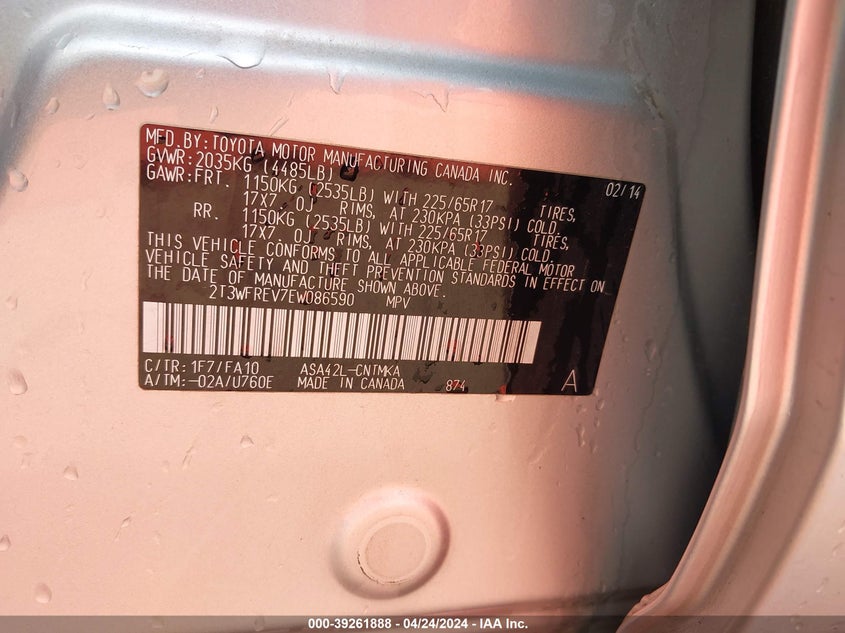 MFD.BY:TOYOTA MOTOR MANUFACTURING CANADA INC. 02/14
GVWR:2035KG (4485LB)
GAWR:FRT. 1150KG (2535LB) WITH 225/65R17 TIRES,
17X7.0J RIMS, AT 230KPA (33PSI) COLD.
RR. 1150KG (2535LB) WITH 225/65R17 TIRES,
17X7.0J RIMS, AT 230KPA (33PSI) COLD.
THIS VEHICLE CONFORMS TO ALL APPLICABLE FEDERAL MOTOR
VEHICLE SAFETY AND THEFT PREVENTION STANDARDS IN EFFECT ON
THE DATE OF MANUFACTURE SHOWN ABOVE.
2T3WFREV7EW086590 MPV
C/TR: 1F7/FA10 ASA42L-CNTMKA
A/TM:-02A/U760E MADE IN CANADA 874 A
000-39261888 - 04/24/2024 - IAA Inc.